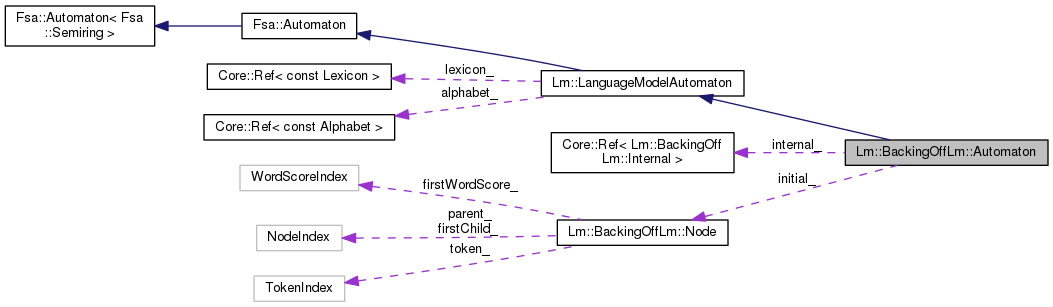 Fsa::Automaton< Fsa
::Semiring >
Fsa::Automaton
Core::Ref< const Lexicon >
lexicon_
Lm::LanguageModelAutomaton
alphabet_
Core::Ref< const Alphabet >
Core::Ref< Lm::BackingOff
Lm::Internal >
internal_
Lm::BackingOffLm::Automaton
WordScoreIndex
firstWordScore_
initial_
parent_
firstChild_
NodeIndex
Lm::BackingOffLm::Node
token_
TokenIndex